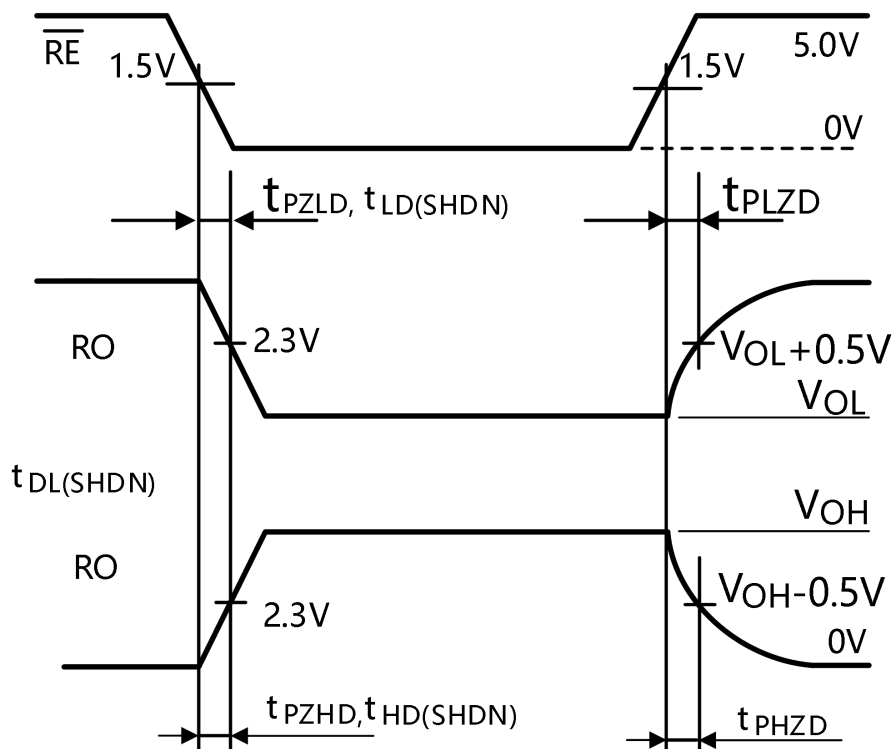 RE
1.5V
1.5V
5.0V
0V
tPZLD, tLD(SHDN)
tPLZD
RO
2.3V
VOL+0.5V
VOL
tDL(SHDN)
VOH
RO
2.3V
VOH-0.5V
0V
tPZHD,tHD(SHDN)
tPHZD